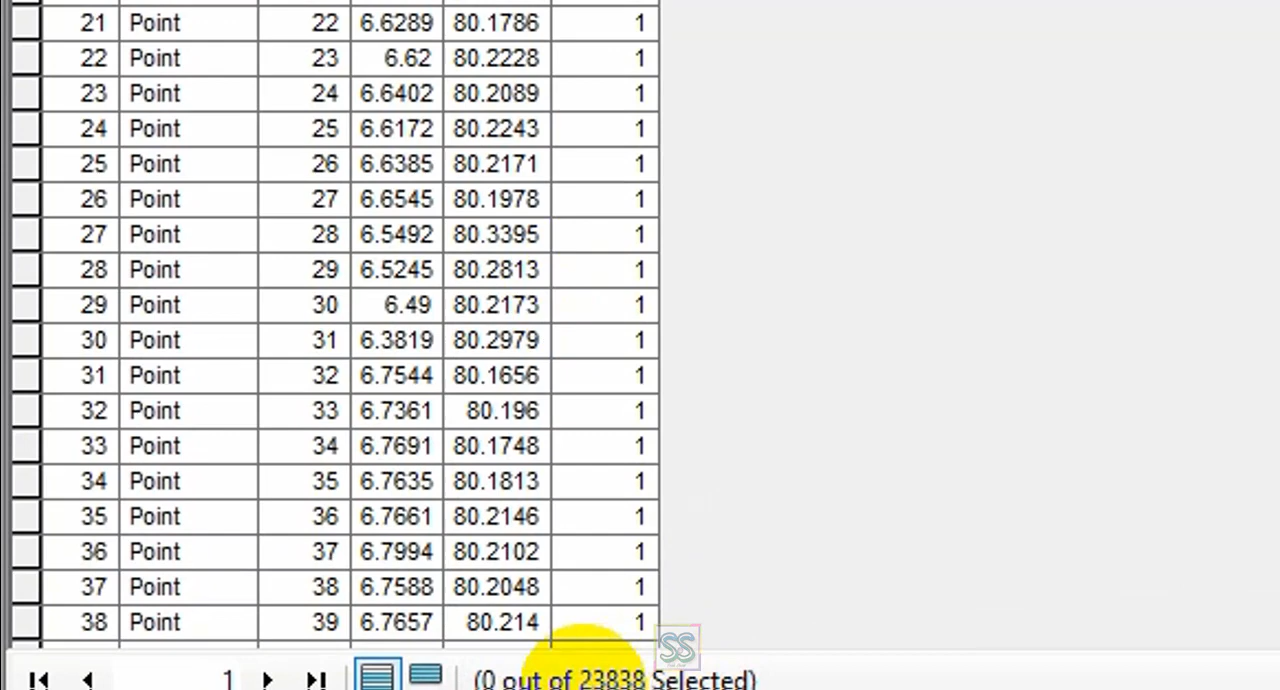 21 Point 22 6.6289 80.1786 1
22 Point 23 6.62 80.2228 1
23 Point 24 6.6402 80.2089 1
24 Point 25 6.6172 80.2243 1
25 Point 26 6.6385 80.2171 1
26 Point 27 6.6545 80.1978 1
27 Point 28 6.5492 80.3395 1
28 Point 29 6.5245 80.2813 1
29 Point 30 6.49 80.2173 1
30 Point 31 6.3819 80.2979 1
31 Point 32 6.7544 80.1656 1
32 Point 33 6.7361 80.196 1
33 Point 34 6.7691 80.1748 1
34 Point 35 6.7635 80.1813 1
35 Point 36 6.7661 80.2146 1
36 Point 37 6.7994 80.2102 1
37 Point 38 6.7588 80.2048 1
38 Point 39 6.7657 80.214 1
SS
1 (0 out of 23838 Selected)